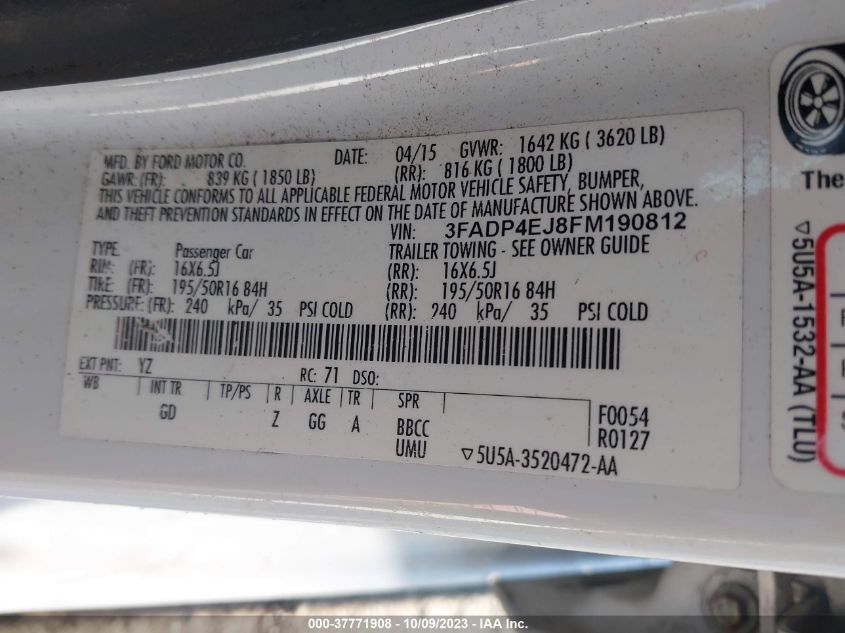 MFD. BY FORD MOTOR CO. DATE: 04/15 GVWR: 1642 KG ( 3620 LB)
GAWR: (FR): 839 KG ( 1850 LB) (RR): 816 KG ( 1800 LB)
THIS VEHICLE CONFORMS TO ALL APPLICABLE FEDERAL MOTOR VEHICLE SAFETY, BUMPER,
AND THEFT PREVENTION STANDARDS IN EFFECT ON THE DATE OF MANUFACTURE SHOWN ABOVE.
VIN: 3FADP4EJ8FM190812
TYPE: Passenger Car TRAILER TOWING - SEE OWNER GUIDE
RIM: (FR): 16X6.5J (RR): 16X6.5J
TIRE: (FR): 195/50R16 84H (RR): 195/50R16 84H
PRESSURE: (FR): 240 kPa/ 35 PSI COLD (RR): 240 kPa/ 35 PSI COLD
EXT PNT: YZ RC: 71 DSO:
WB INT TR TP/PS R AXLE TR SPR
GD Z GG A BBCC F0054
UMU R0127
▽5U5A-3520472-AA
The
▽5U5A-1532-AA (TLU)
000-37771908 - 10/09/2023 - IAAI Inc.